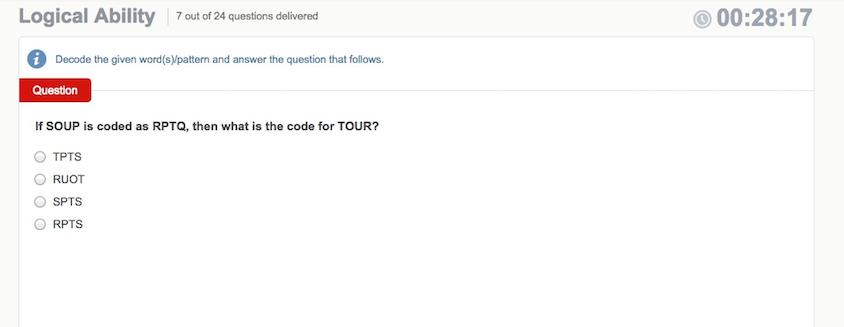 Logical Ability 7 out of 24 questions delivered 00:28:17
i Decode the given word(s)/pattern and answer the question that follows.
Question
If SOUP is coded as RPTQ, then what is the code for TOUR?
TPTS
RUOT
SPTS
RPTS